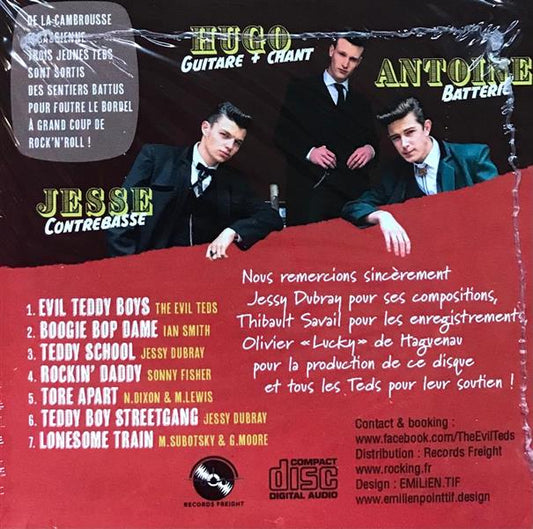 DE LA CAMBROUSSE
TROIS JEUNES TEDS
SONT SORTIS
DES SENTIERS BATTUS
POUR FOUTRE LE BORDEL
À GRAND COUP DE
ROCK'N'ROLL !
HUGO
GUITARE + CHANT
ANTOINE
BATTERIE
JESSE
CONTREBASSE
1. EVIL TEDDY BOYS THE EVIL TEDS
2. BOOGIE BOP DAME IAN SMITH
3. TEDDY SCHOOL JESSY DUBRAY
4. ROCKIN' DADDY SONNY FISHER
5. TORE APART N.DIXON & M.LEWIS
6. TEDDY BOY STREETGANG JESSY DUBRAY
7. LONESOME TRAIN M.SUBOTSKY & G.MOORE
Nous remercions sincèrement
Jessy Dubray pour ses compositions,
Thibault Savail pour les enregistrements
Olivier «Lucky» de Haguenau
pour la production de ce disque
et tous les Teds pour leur soutien !
RECORDS FREIGHT
COMPACT
disc
DIGITAL AUDIO
Contact & booking :
www.facebook.com/TheEvilTeds
Distribution : Records Freight
www.rocking.fr
Design : EMiLiEN.TIF
www.emilienpointtif.design